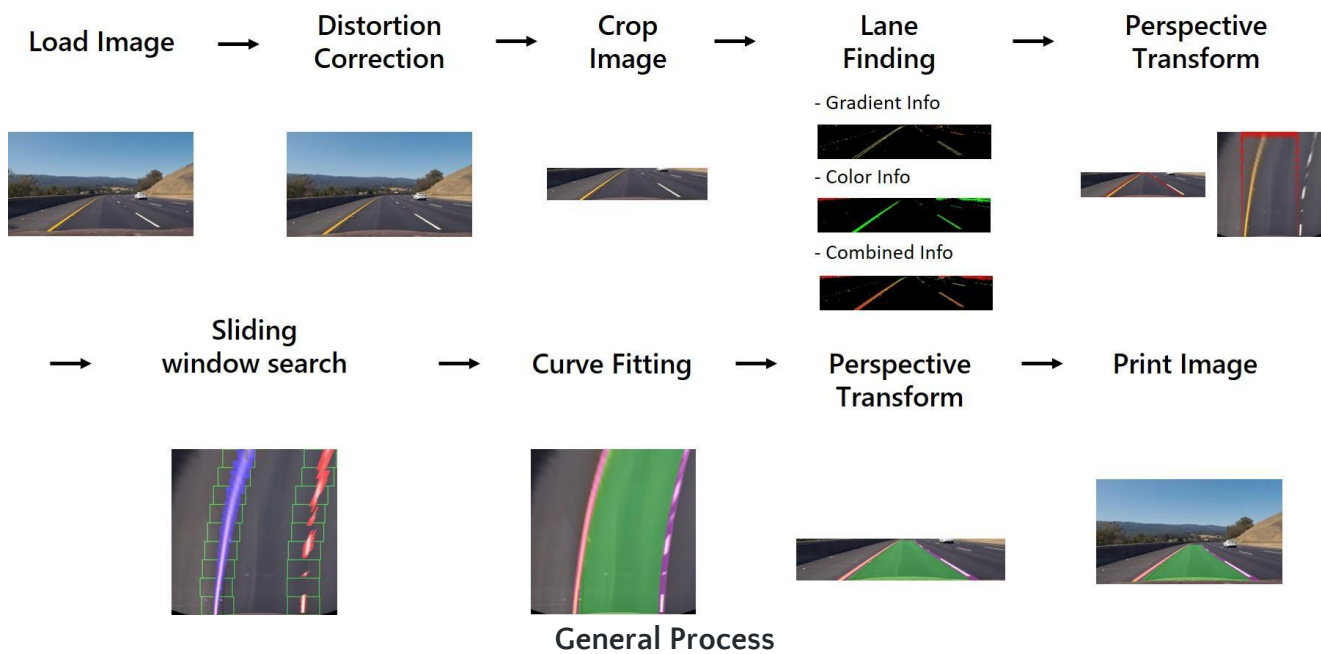 Load Image
Distortion
Correction
Crop
Image
Lane
Finding
Perspective
Transform
- Gradient Info
- Color Info
- Combined Info
Sliding
window search
Curve Fitting
Perspective
Transform
Print Image
General Process